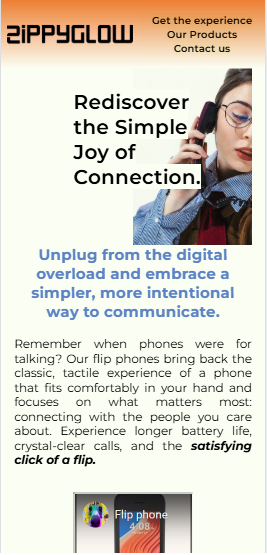 ZiPPYGLOW
Get the experience
Our Products
Contact us
Rediscover
the Simple
Joy of
Connection.
Unplug from the digital
overload and embrace a
simpler, more intentional
way to communicate.
Remember when phones were for
talking? Our flip phones bring back the
classic, tactile experience of a phone
that fits comfortably in your hand and
focuses on what matters most:
connecting with the people you care
about. Experience longer battery life,
crystal-clear calls, and the satisfying
click of a flip.
Flip phone
4:08